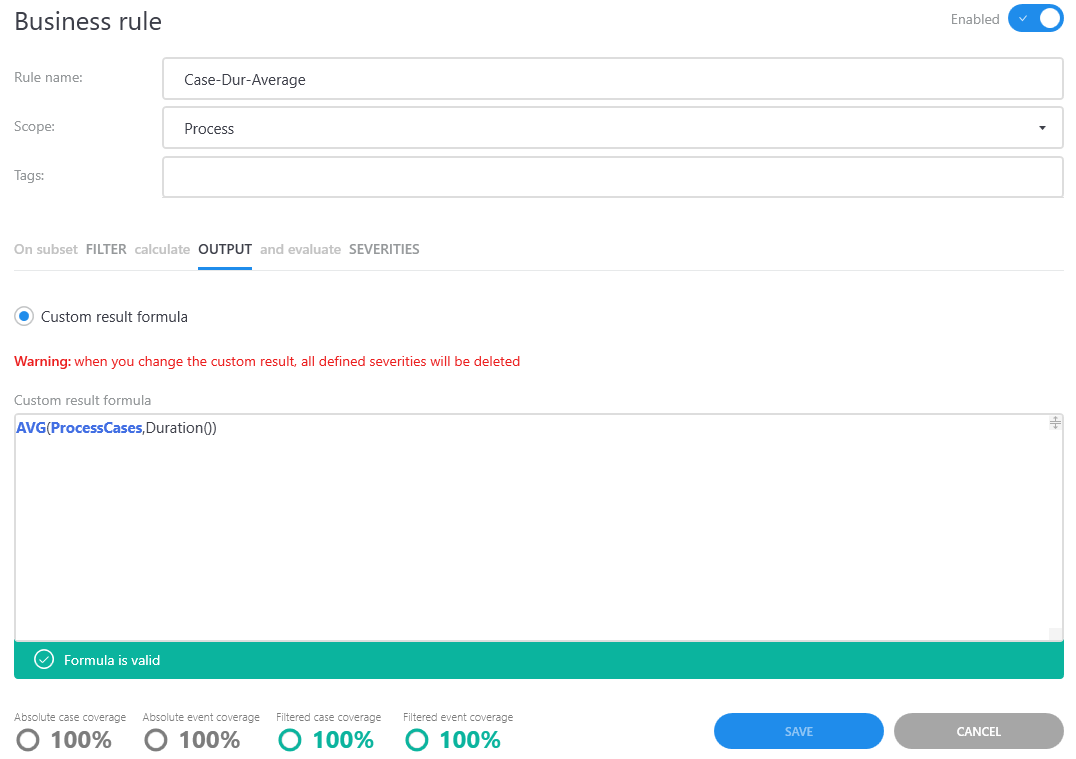 Business rule
Enabled
Rule name:
Case-Dur-Average
Scope:
Process
Tags:
On subset FILTER calculate OUTPUT and evaluate SEVERITIES
Custom result formula
Warning: when you change the custom result, all defined severities will be deleted
Custom result formula
AVG(ProcessCases,Duration())
Formula is valid
Absolute case coverage
100%
Absolute event coverage
100%
Filtered case coverage
100%
Filtered event coverage
100%
SAVE
CANCEL